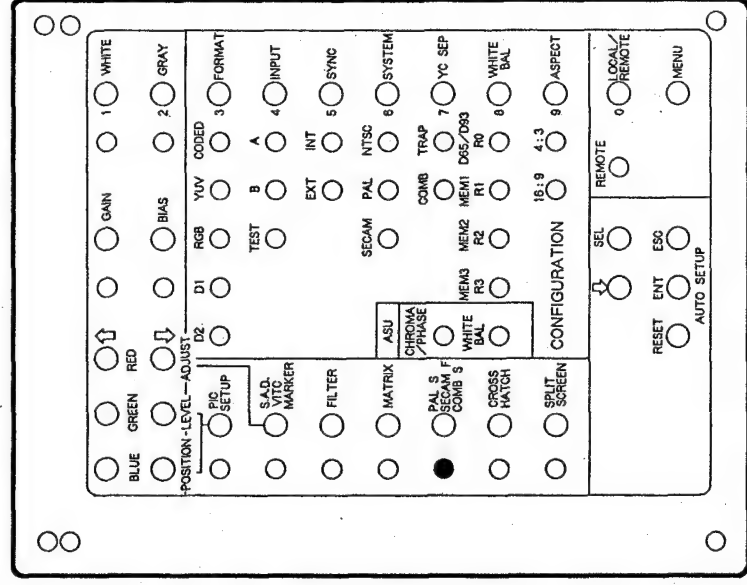 BLUE
GREEN
RED
GAIN
BIAS
1
WHITE
2
GRAY
POSITION
LEVEL
ADJUST
PIC
SETUP
D2
D1
RGB
YUV
CODED
3
FORMAT
S.A.D.
VITC
MARKER
TEST
B
A
4
INPUT
FILTER
EXT
INT
5
SYNC
MATRIX
ASU
SECAM
PAL
NTSC
6
SYSTEM
PAL S
SECAM F
COMB S
CHROMA
/PHASE
COMB
TRAP
7
YC SEP
CROSS
HATCH
WHITE
BAL
MEM3
R3
MEM2
R2
MEM1
R1
D65/D93
R0
8
WHITE
BAL
SPLIT
SCREEN
CONFIGURATION
16:9
4:3
9
ASPECT
SEL
REMOTE
0
LOCAL/
REMOTE
RESET
ENT
ESC
MENU
AUTO SETUP